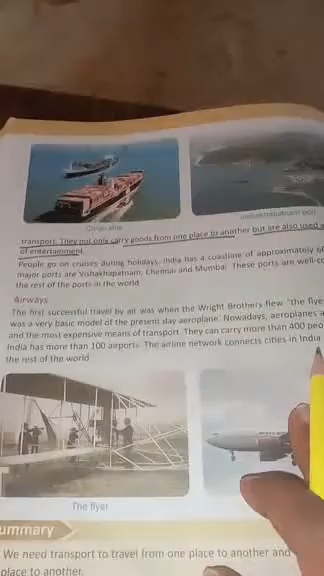 Cargo ship
Vishakhapatnam port
transport. They not only carry goods from one place to another but are also used a
of entertainment.
People go on cruises during holidays. India has a coastline of approximately
major ports are Vishakhapatnam, Chennai and Mumbai. These ports are well-co
the rest of the ports in the world
Airways
The first successful travel by air was when the Wright Brothers flew "the flye
was a very basic model of the present day aeroplane. Nowadays, aeroplanes a
and the most expensive means of transport. They can carry more than 400 peo
India has more than 100 airports. The airline network connects cities in India
the rest of the world
The flyer
ummary
We need transport to travel from one place to another and
place to another.